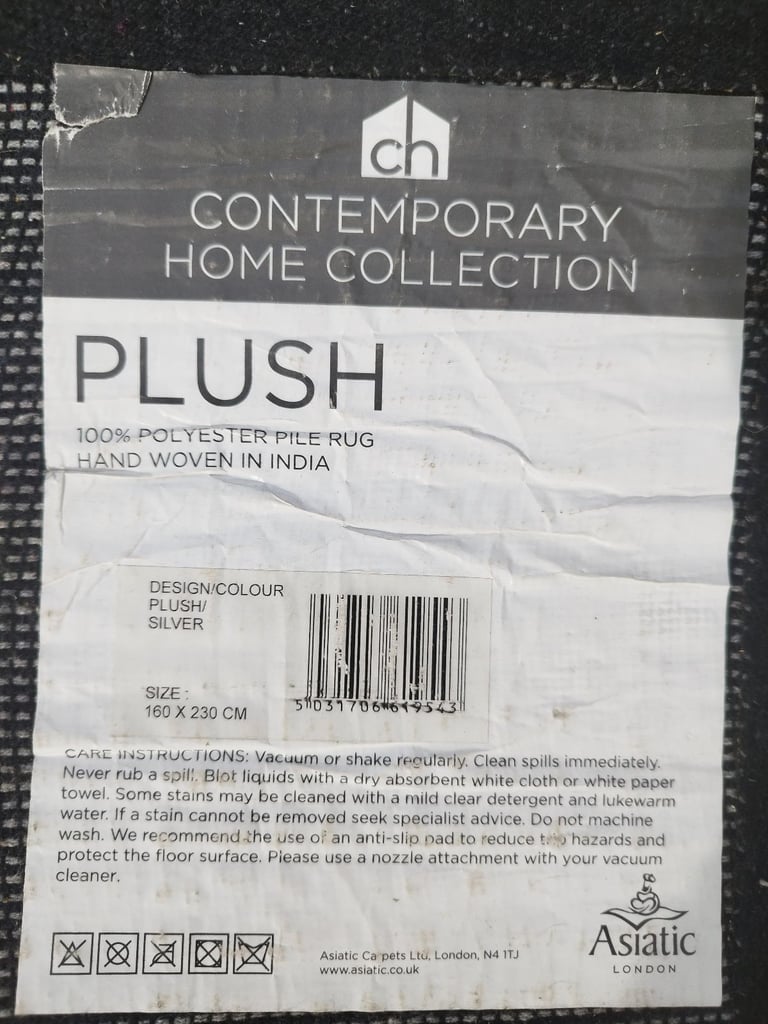 ch
CONTEMPORARY
HOME COLLECTION
PLUSH
100% POLYESTER PILE RUG
HAND WOVEN IN INDIA
DESIGN/COLOUR
PLUSH/
SILVER
SIZE :
160 X 230 CM
5 031706 619543
CARE INSTRUCTIONS: Vacuum or shake regularly. Clean spills immediately.
Never rub a spill. Blot liquids with a dry absorbent white cloth or white paper
towel. Some stains may be cleaned with a mild clear detergent and lukewarm
water. If a stain cannot be removed seek specialist advice. Do not machine
wash. We recommend the use of an anti-slip pad to reduce trip hazards and
protect the floor surface. Please use a nozzle attachment with your vacuum
cleaner.
Asiatic Carpets Ltd, London, N4 1TJ
www.asiatic.co.uk
Asiatic
LONDON